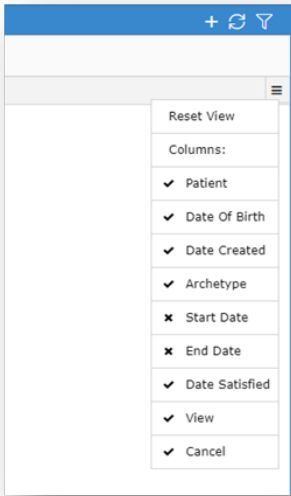 Reset View
Columns:
Patient
Date Of Birth
Date Created
Archetype
Start Date
End Date
Date Satisfied
View
Cancel